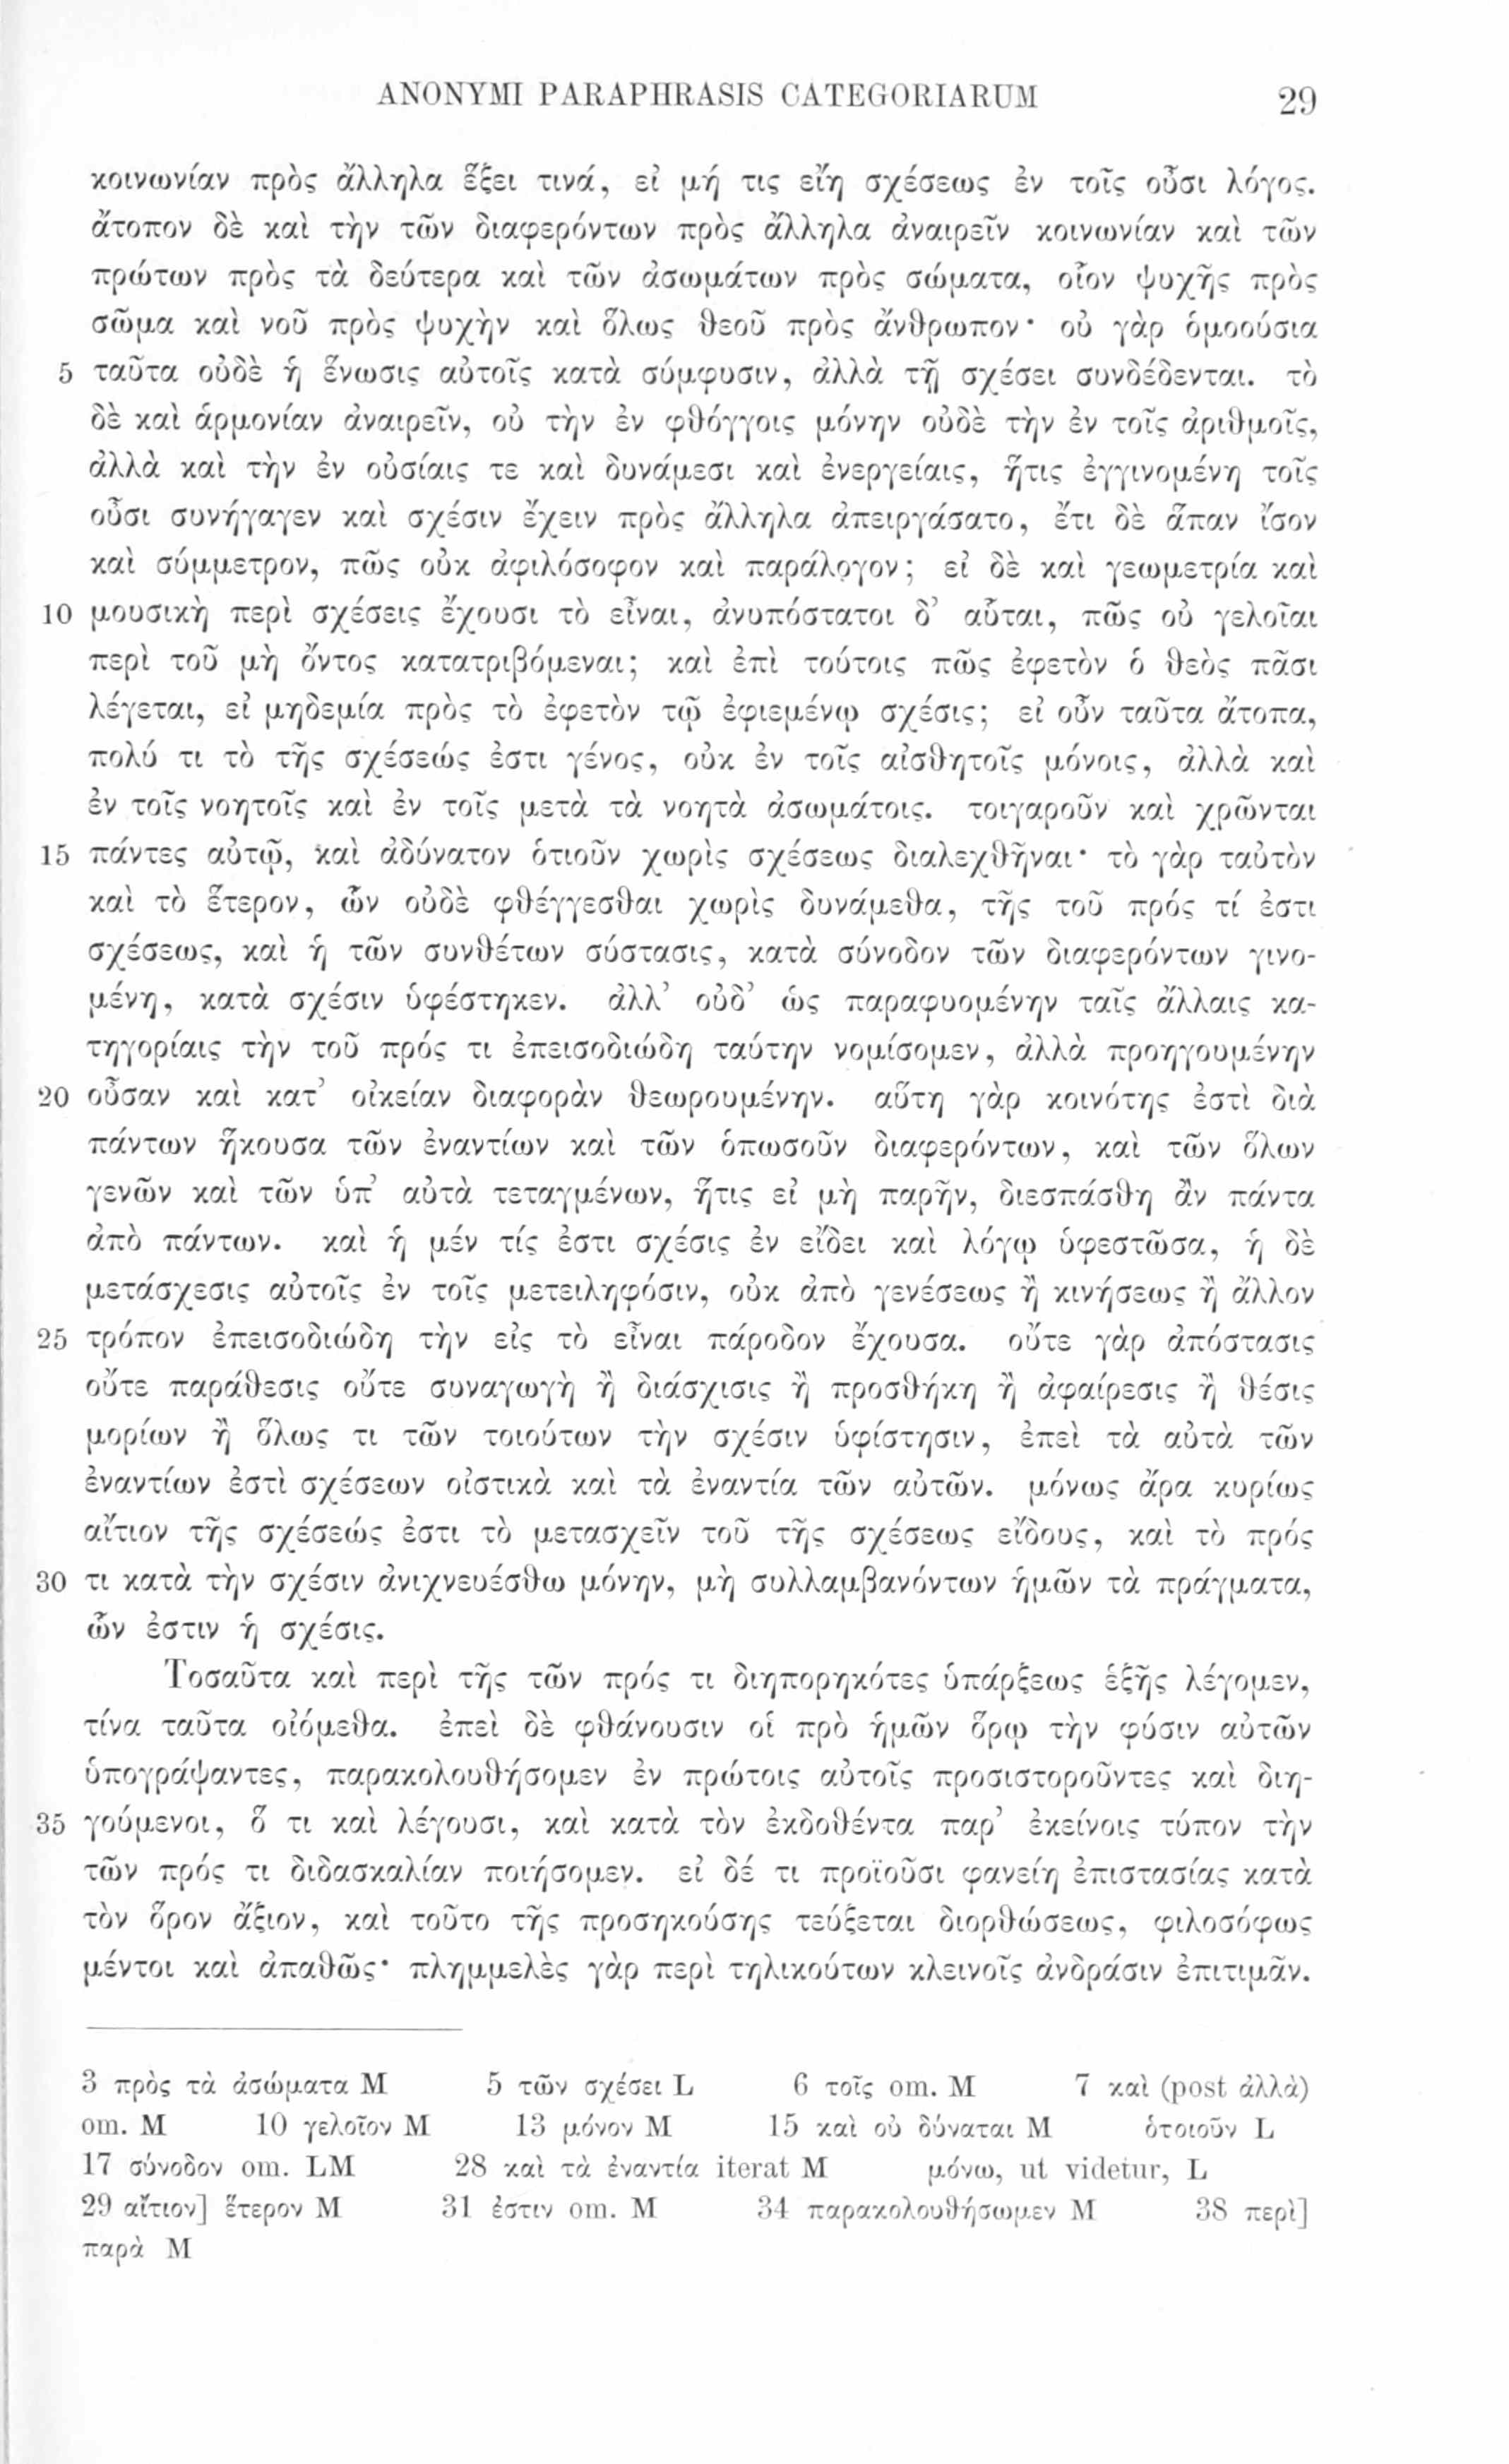 ANONYMI PARAPHRASIS CATEGORIARUM 29
κοινωνίαν πρὸς ἄλληλα ἕξει τινά, εἰ μή τις εἴη σχέσεως ἐν τοῖς οὖσι λόγος.
ἄτοπον δὲ καὶ τὴν τῶν διαφερόντων πρὸς ἄλληλα ἀναιρεῖν κοινωνίαν καὶ τῶν
πρώτων πρὸς τὰ δεύτερα καὶ τῶν ἀσωμάτων πρὸς σώματα, οἷον ψυχῆς πρὸς
σῶμα καὶ νοῦ πρὸς ψυχὴν καὶ ὅλως θεοῦ πρὸς ἄνθρωπον· οὐ γὰρ ὁμοούσια
5 ταῦτα οὐδὲ ἡ ἕνωσις αὐτοῖς κατὰ σύμφυσιν, ἀλλὰ τῇ σχέσει συνδέδενται. τὸ
δὲ καὶ ἁρμονίαν ἀναιρεῖν, οὐ τὴν ἐν φθόγγοις μόνην οὐδὲ τὴν ἐν τοῖς ἀριθμοῖς,
ἀλλὰ καὶ τὴν ἐν οὐσίαις τε καὶ δυνάμεσι καὶ ἐνεργείαις, ἥτις ἐγγινομένη τοῖς
οὖσι συνήγαγεν καὶ σχέσιν ἔχειν πρὸς ἄλληλα ἀπειργάσατο, ἔτι δὲ ἅπαν ἴσον
καὶ σύμμετρον, πῶς οὐκ ἀφιλόσοφον καὶ παράλογον; εἰ δὲ καὶ γεωμετρία καὶ
10 μουσικὴ περὶ σχέσεις ἔχουσι τὸ εἶναι, ἀνυπόστατοι δ’ αὗται, πῶς οὐ γελοῖαι
περὶ τοῦ μὴ ὄντος κατατριβόμεναι; καὶ ἐπὶ τούτοις πῶς ἐφετὸν ὁ θεὸς πᾶσι
λέγεται, εἰ μηδεμία πρὸς τὸ ἐφετὸν τῷ ἐφιεμένῳ σχέσις; εἰ οὖν ταῦτα ἄτοπα,
πολύ τι τὸ τῆς σχέσεώς ἐστι γένος, οὐκ ἐν τοῖς αἰσθητοῖς μόνοις, ἀλλὰ καὶ
ἐν τοῖς νοητοῖς καὶ ἐν τοῖς μετὰ τὰ νοητὰ ἀσωμάτοις. τοιγαροῦν καὶ χρῶνται
15 πάντες αὐτῷ, καὶ ἀδύνατον ὁτιοῦν χωρὶς σχέσεως διαλεχθῆναι· τὸ γὰρ ταὐτὸν
καὶ τὸ ἕτερον, ὧν οὐδὲ φθέγγεσθαι χωρὶς δυνάμεθα, τῆς τοῦ πρός τί ἐστι
σχέσεως, καὶ ἡ τῶν συνθέτων σύστασις, κατὰ σύνοδον τῶν διαφερόντων γινο-
μένη, κατὰ σχέσιν ὑφέστηκεν. ἀλλ’ οὐδ’ ὡς παραφυομένην ταῖς ἄλλαις κα-
τηγορίαις τὴν τοῦ πρός τι ἐπεισοδιώδη ταύτην νομίσομεν, ἀλλὰ προηγουμένην
20 οὖσαν καὶ κατ’ οἰκείαν διαφορὰν θεωρουμένην. αὕτη γὰρ κοινότης ἐστὶ διὰ
πάντων ἥκουσα τῶν ἐναντίων καὶ τῶν ὁπωσοῦν διαφερόντων, καὶ τῶν ὅλων
γενῶν καὶ τῶν ὑπ’ αὐτὰ τεταγμένων, ἥτις εἰ μὴ παρῆν, διεσπάσθη ἂν πάντα
ἀπὸ πάντων. καὶ ἡ μέν τίς ἐστι σχέσις ἐν εἴδει καὶ λόγῳ ὑφεστῶσα, ἡ δὲ
μετάσχεσις αὐτοῖς ἐν τοῖς μετειληφόσιν, οὐκ ἀπὸ γενέσεως ἢ κινήσεως ἢ ἄλλον
25 τρόπον ἐπεισοδιώδη τὴν εἰς τὸ εἶναι πάροδον ἔχουσα. οὔτε γὰρ ἀπόστασις
οὔτε παράθεσις οὔτε συναγωγὴ ἢ διάσχισις ἢ προσθήκη ἢ ἀφαίρεσις ἢ θέσις
μορίων ἢ ὅλως τι τῶν τοιούτων τὴν σχέσιν ὑφίστησιν, ἐπεὶ τὰ αὐτὰ τῶν
ἐναντίων ἐστὶ σχέσεων οἰστικὰ καὶ τὰ ἐναντία τῶν αὐτῶν. μόνως ἄρα κυρίως
αἴτιον τῆς σχέσεώς ἐστι τὸ μετασχεῖν τοῦ τῆς σχέσεως εἴδους, καὶ τὸ πρός
30 τι κατὰ τὴν σχέσιν ἀνιχνευέσθω μόνην, μὴ συλλαμβανόντων ἡμῶν τὰ πράγματα,
ὧν ἐστιν ἡ σχέσις.
Τοσαῦτα καὶ περὶ τῆς τῶν πρός τι διηπορηκότες ὑπάρξεως ἑξῆς λέγομεν,
τίνα ταῦτα οἰόμεθα. ἐπεὶ δὲ φθάνουσιν οἱ πρὸ ἡμῶν ὅρῳ τὴν φύσιν αὐτῶν
ὑπογράψαντες, παρακολουθήσομεν ἐν πρώτοις αὐτοῖς προσιστοροῦντες καὶ διη-
35 γούμενοι, ὅ τι καὶ λέγουσι, καὶ κατὰ τὸν ἐκδοθέντα παρ’ ἐκείνοις τύπον τὴν
τῶν πρός τι διδασκαλίαν ποιήσομεν. εἰ δέ τι προϊοῦσι φανείη ἐπιστασίας κατὰ
τὸν ὅρον ἄξιον, καὶ τοῦτο τῆς προσηκούσης τεύξεται διορθώσεως, φιλοσόφως
μέντοι καὶ ἀπαθῶς· πλημμελὲς γὰρ περὶ τηλικούτων κλεινοῖς ἀνδράσιν ἐπιτιμᾶν.
3 πρὸς τὰ ἀσώματα M 5 τῶν σχέσει L 6 τοῖς om. M 7 καὶ (post ἀλλὰ)
om. M 10 γελοῖον M 13 μόνον M 15 καὶ οὐ δύναται M ὁτοιοῦν L
17 σύνοδον om. LM 28 καὶ τὰ ἐναντία iterat M μόνω, ut videtur, L
29 αἴτιον] ἕτερον M 31 ἐστιν om. M 34 παρακολουθήσωμεν M 38 περὶ]
παρὰ M